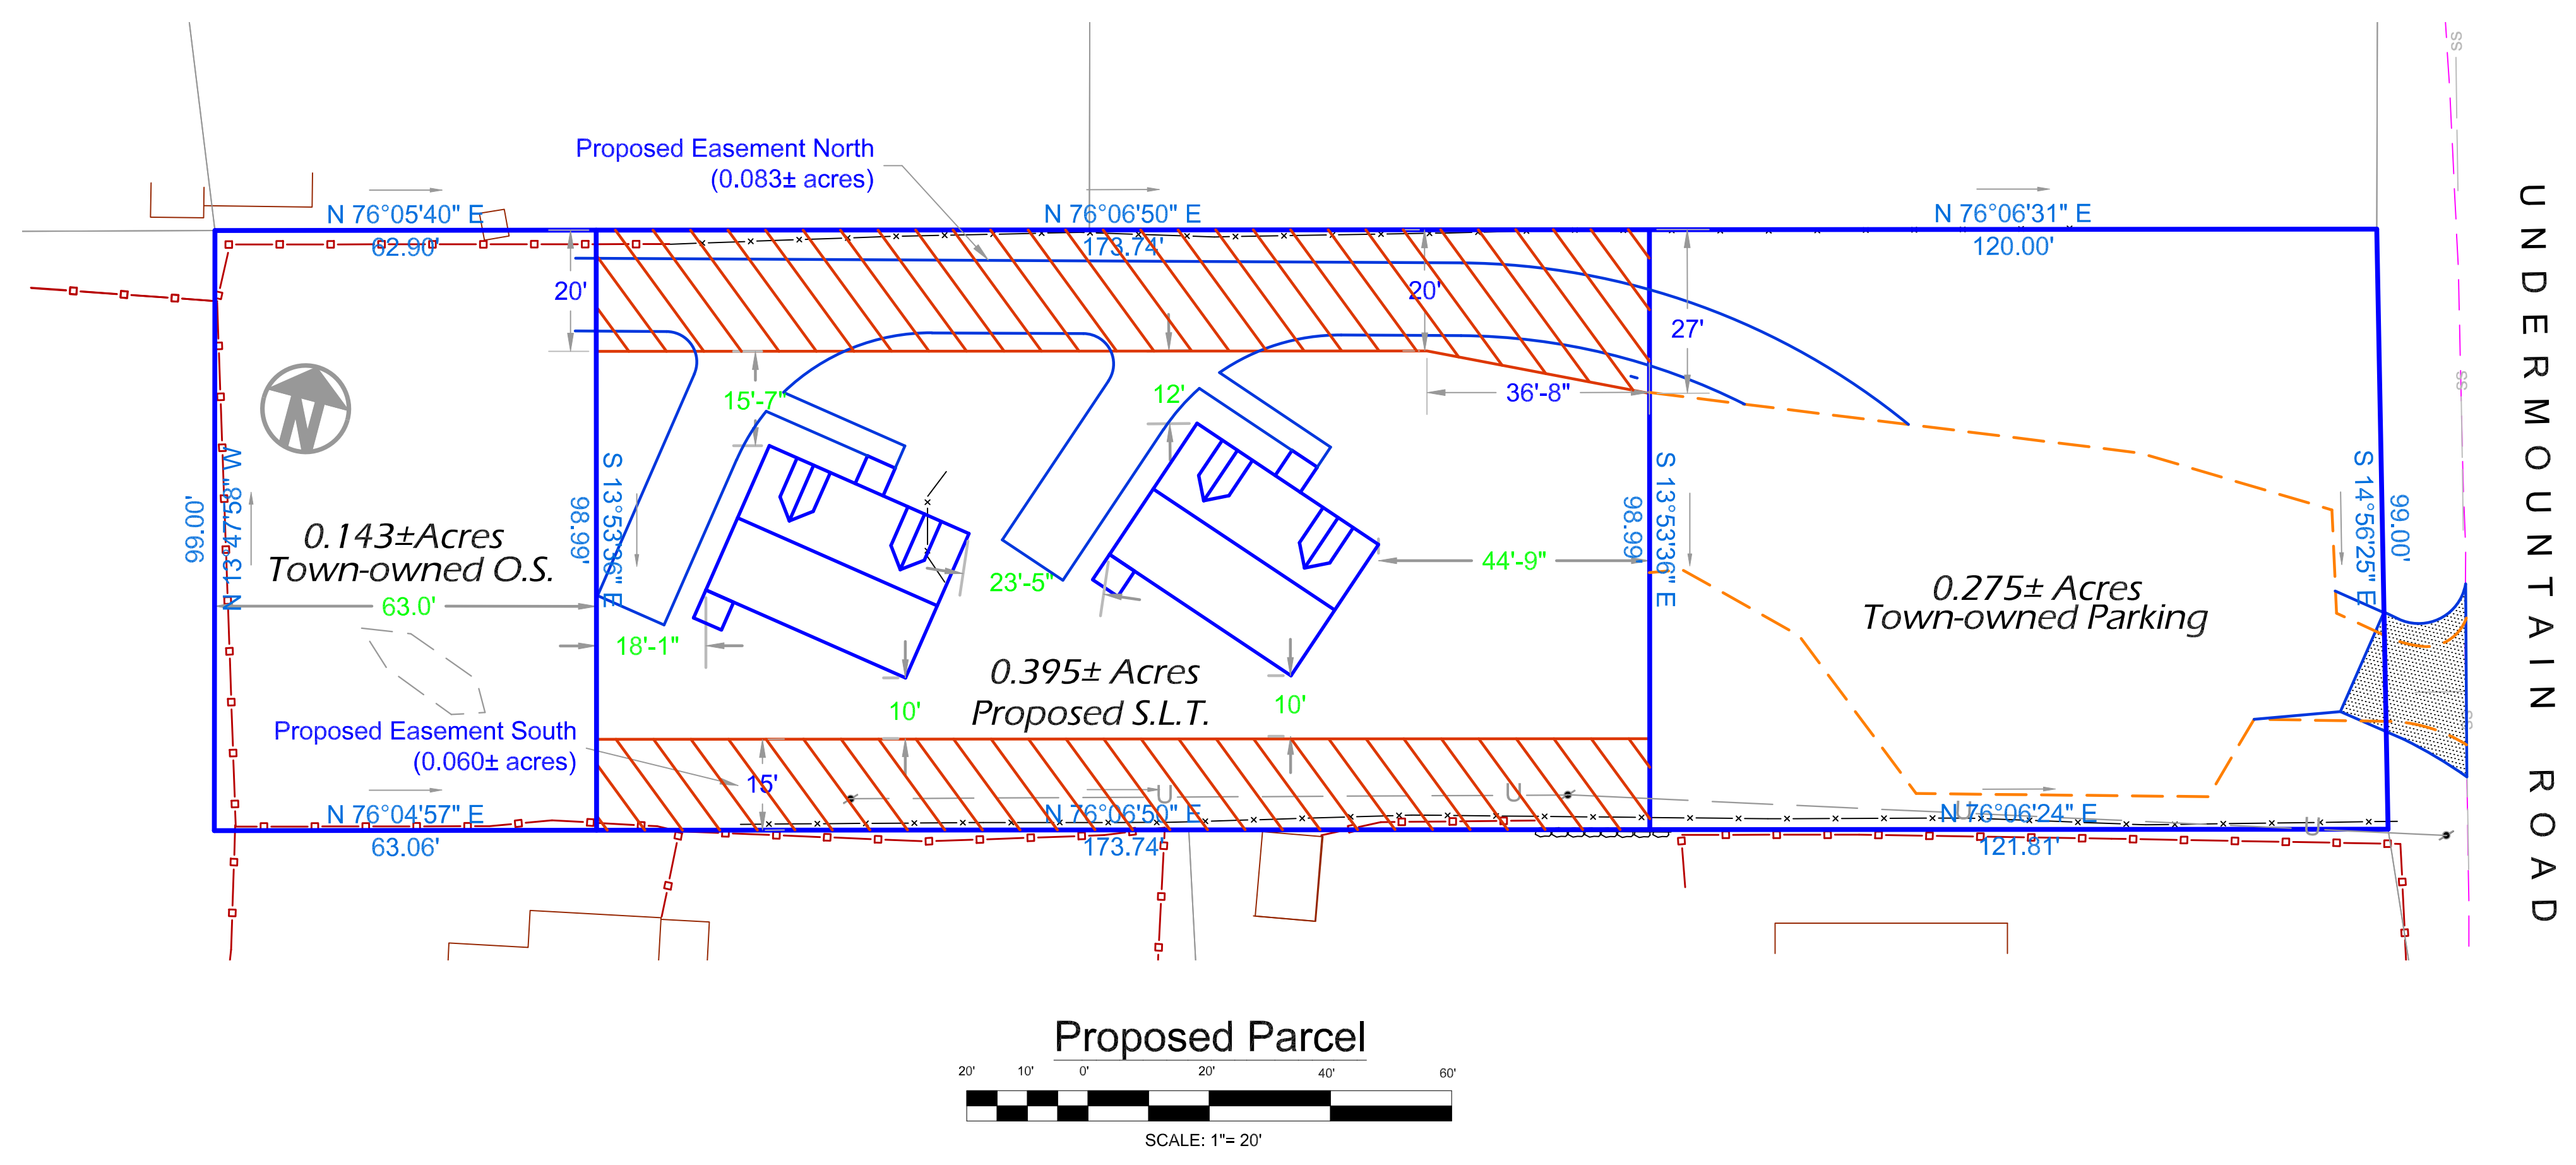 SS
Proposed Easement North
(0.083± acres)
N 76°05'40" E
62.90'
N 76°06'50" E
173.74'
N 76°06'31" E
120.00'
20'
20'
27'
15'-7"
12'
36'-8"
N
SS
UNDERMOUNTAIN ROAD
99.00'
N 13°47'58" W
98.99'
S 13°53'36" E
98.99'
S 13°53'36" E
S 14°56'25" E
99.00'
0.143±Acres
Town-owned O.S.
63.0'
23'-5"
44'-9"
0.275± Acres
Town-owned Parking
18'-1"
0.395± Acres
Proposed S.L.T.
10'
10'
SS
Proposed Easement South
(0.060± acres)
15'
U
U
U
U
N 76°04'57" E
63.06'
N 76°06'50" E
173.74'
N 76°06'24" E
121.81'
Proposed Parcel
20' 10' 0' 20' 40' 60'
SCALE: 1"= 20'